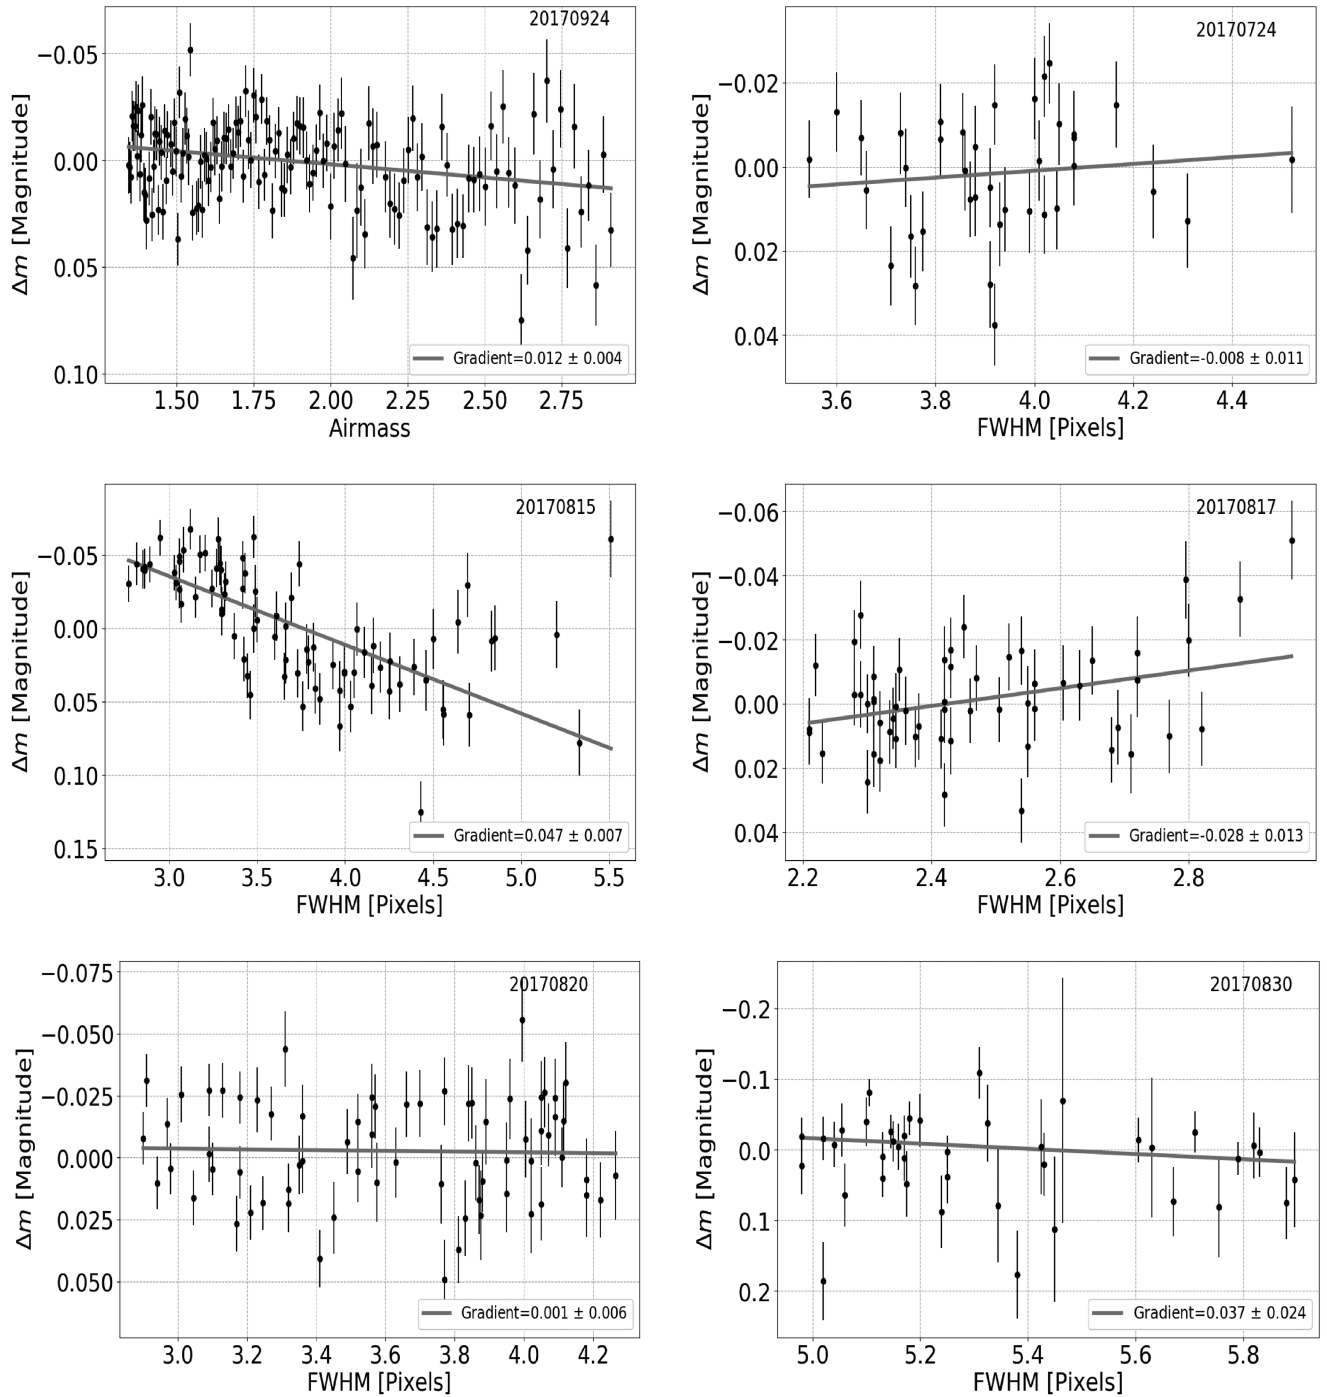 20170924
−0.05
0.00
0.05
0.10
Δm [Magnitude]
Gradient=0.012 ± 0.004
1.50 1.75 2.00 2.25 2.50 2.75
Airmass
20170724
−0.02
0.00
0.02
0.04
Δm [Magnitude]
Gradient=-0.008 ± 0.011
3.6 3.8 4.0 4.2 4.4
FWHM [Pixels]
20170815
−0.05
0.00
0.05
0.10
0.15
Δm [Magnitude]
Gradient=0.047 ± 0.007
3.0 3.5 4.0 4.5 5.0 5.5
FWHM [Pixels]
20170817
−0.06
−0.04
−0.02
0.00
0.02
0.04
Δm [Magnitude]
Gradient=-0.028 ± 0.013
2.2 2.4 2.6 2.8
FWHM [Pixels]
20170820
−0.075
−0.050
−0.025
0.000
0.025
0.050
Δm [Magnitude]
Gradient=0.001 ± 0.006
3.0 3.2 3.4 3.6 3.8 4.0 4.2
FWHM [Pixels]
20170830
−0.2
−0.1
0.0
0.1
0.2
Δm [Magnitude]
Gradient=0.037 ± 0.024
5.0 5.2 5.4 5.6 5.8
FWHM [Pixels]